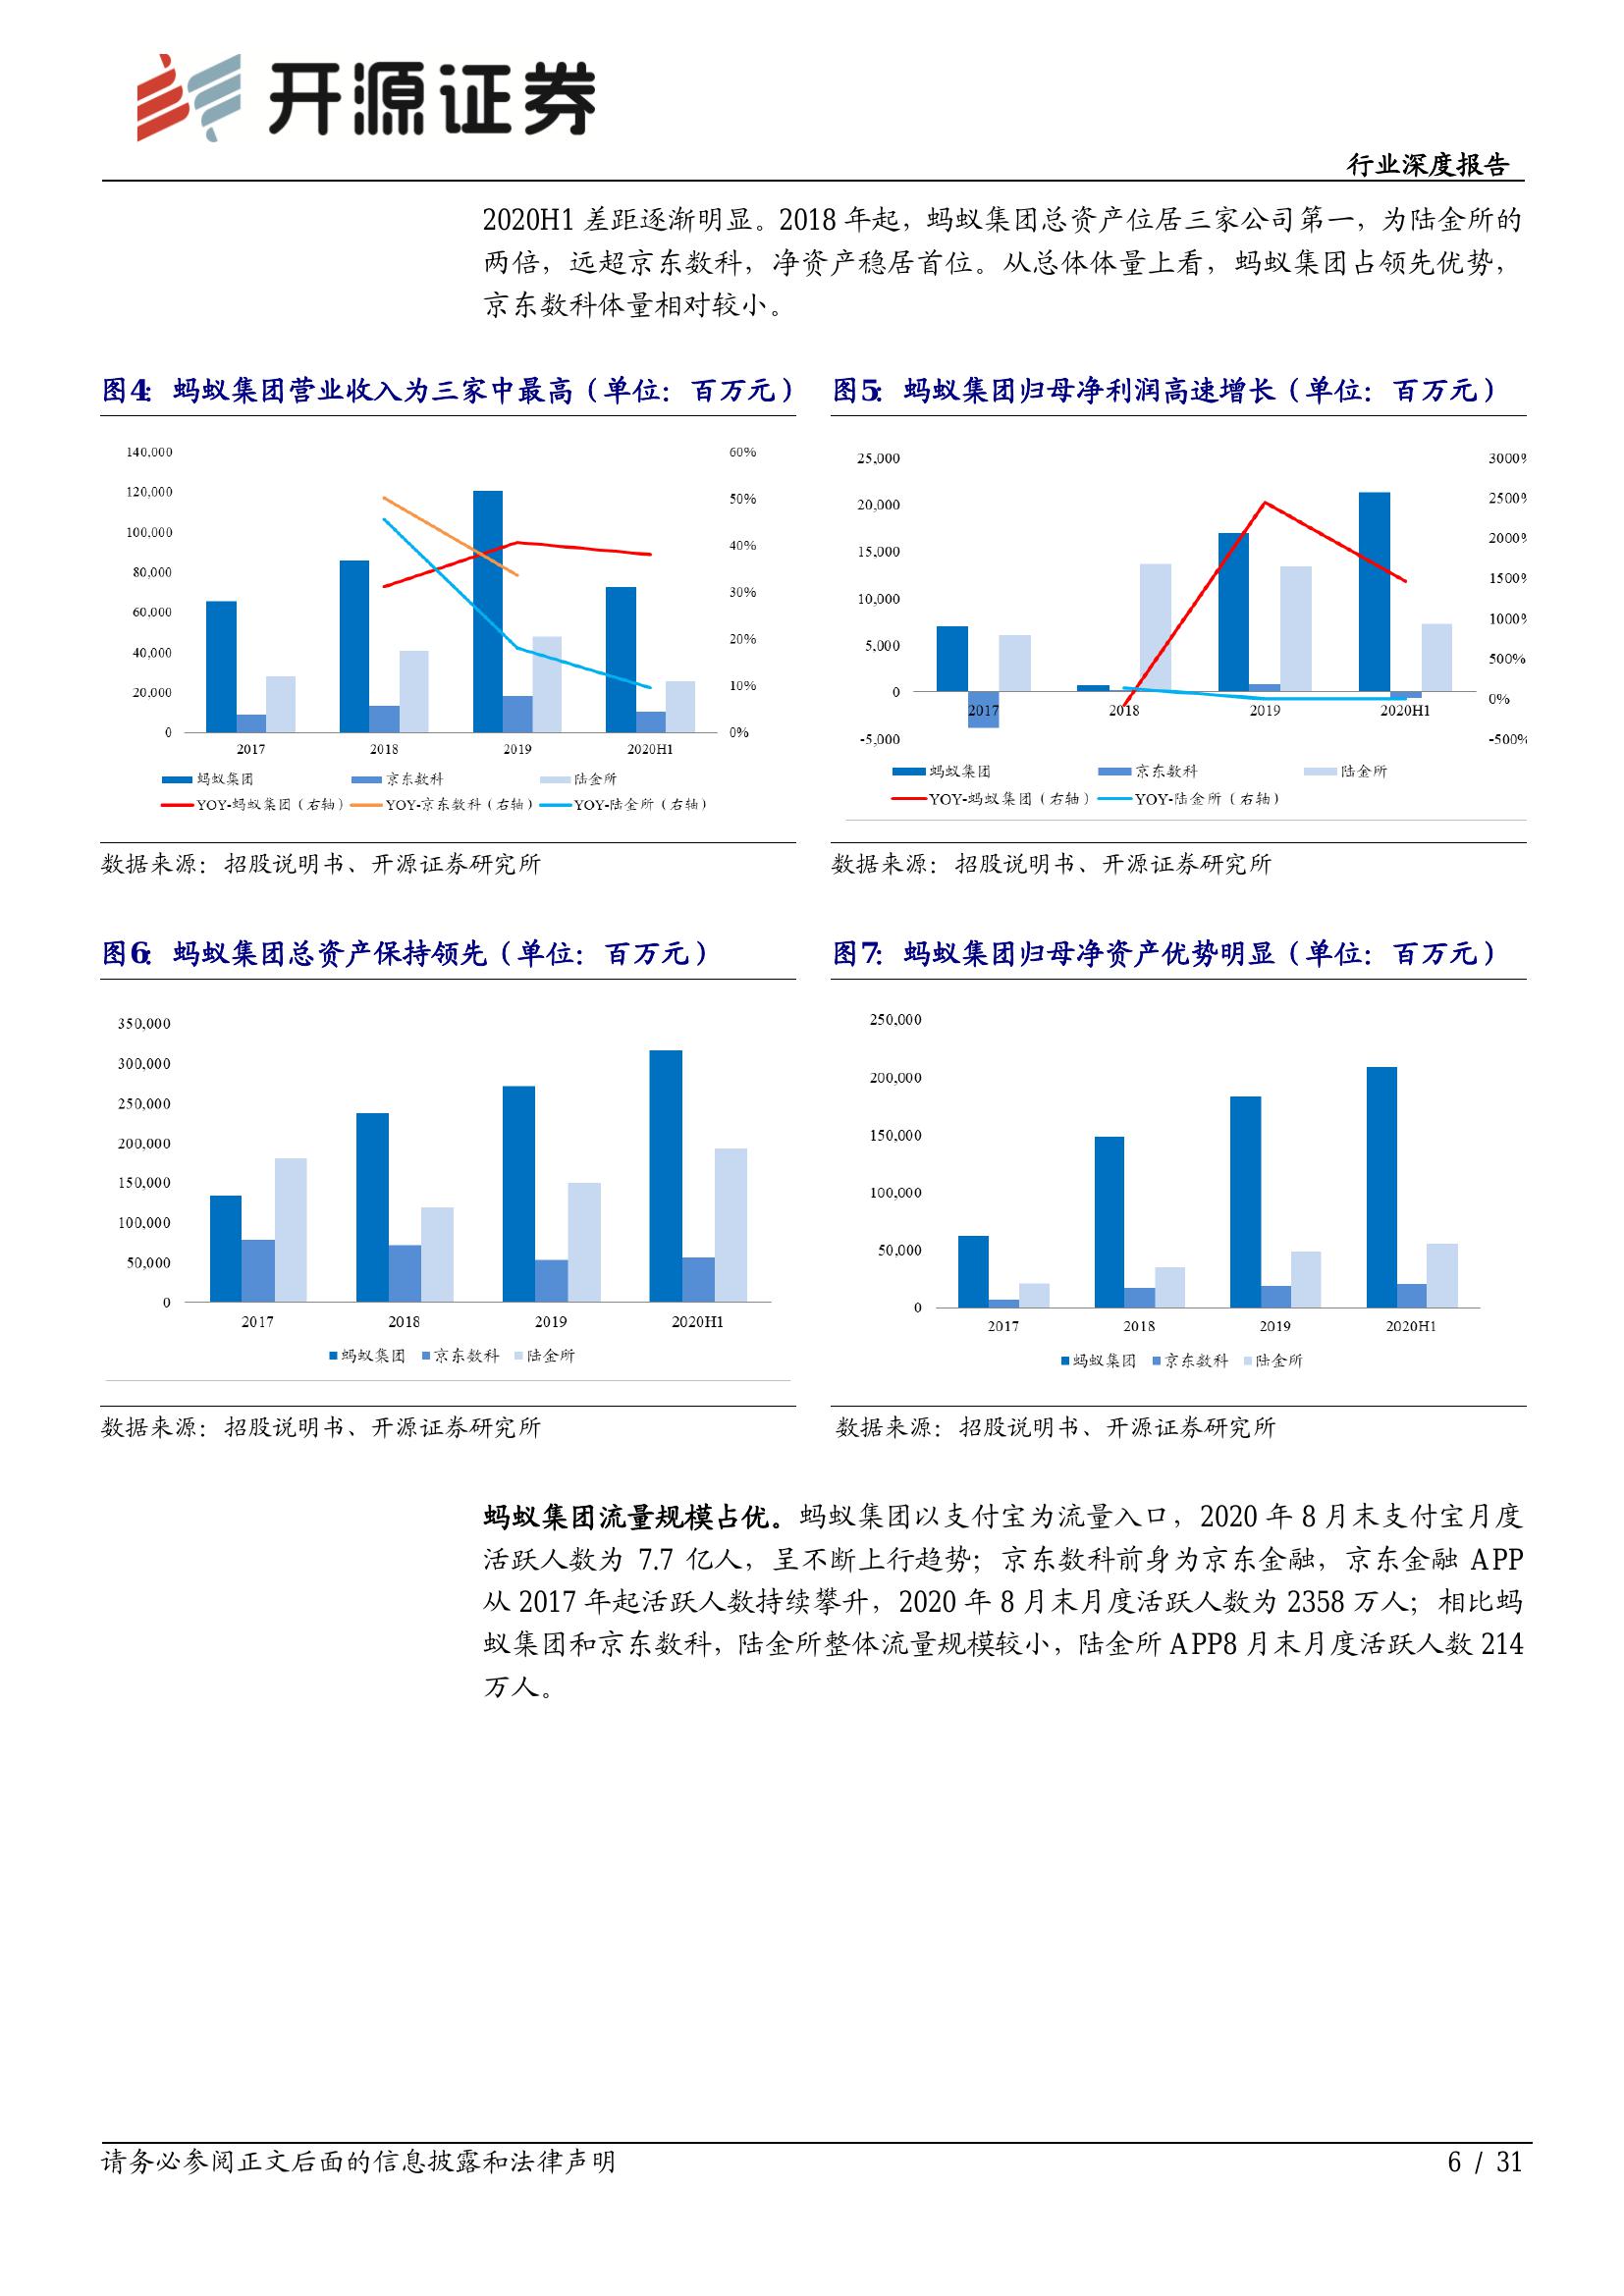 开源证券
行业深度报告
2020H1 差距逐渐明显。2018 年起，蚂蚁集团总资产位居三家公司第一，为陆金所的
两倍，远超京东数科，净资产稳居首位。从总体体量上看，蚂蚁集团占领先优势，
京东数科体量相对较小。
图4：蚂蚁集团营业收入为三家中最高（单位：百万元）
140,000
120,000
100,000
80,000
60,000
40,000
20,000
0
60%
50%
40%
30%
20%
10%
0%
2017 2018 2019 2020H1
蚂蚁集团 京东数科 陆金所
YOY-蚂蚁集团（右轴） YOY-京东数科（右轴） YOY-陆金所（右轴）
数据来源：招股说明书、开源证券研究所
图5：蚂蚁集团归母净利润高速增长（单位：百万元）
25,000
20,000
15,000
10,000
5,000
0
-5,000
3000%
2500%
2000%
1500%
1000%
500%
0%
-500%
2017 2018 2019 2020H1
蚂蚁集团 京东数科 陆金所
YOY-蚂蚁集团（右轴） YOY-陆金所（右轴）
数据来源：招股说明书、开源证券研究所
图6：蚂蚁集团总资产保持领先（单位：百万元）
350,000
300,000
250,000
200,000
150,000
100,000
50,000
0
2017 2018 2019 2020H1
蚂蚁集团 京东数科 陆金所
数据来源：招股说明书、开源证券研究所
图7：蚂蚁集团归母净资产优势明显（单位：百万元）
250,000
200,000
150,000
100,000
50,000
0
2017 2018 2019 2020H1
蚂蚁集团 京东数科 陆金所
数据来源：招股说明书、开源证券研究所
蚂蚁集团流量规模占优。蚂蚁集团以支付宝为流量入口，2020 年 8 月末支付宝月度
活跃人数为 7.7 亿人，呈不断上行趋势；京东数科前身为京东金融，京东金融 APP
从 2017 年起活跃人数持续攀升，2020 年 8 月末月度活跃人数为 2358 万人；相比蚂
蚁集团和京东数科，陆金所整体流量规模较小，陆金所 APP8 月末月度活跃人数 214
万人。
请务必参阅正文后面的信息披露和法律声明
6 / 31